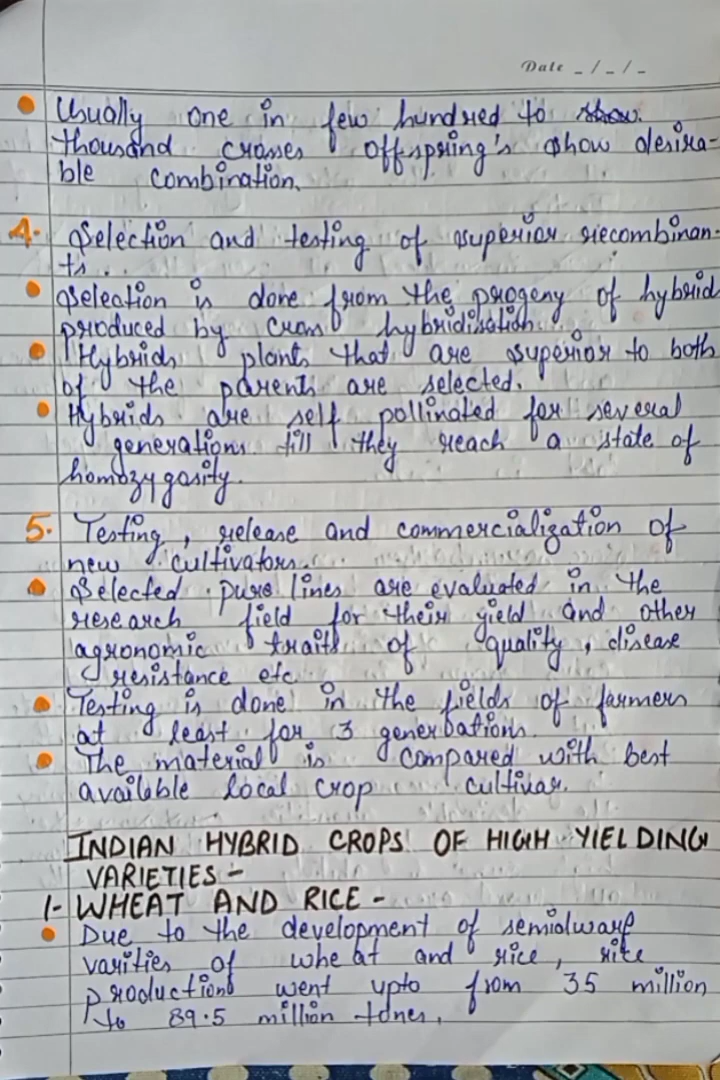 Date _/_/_
• Usually one in few hundred to show.
thousand crosses offspring's show desira-
ble combination.
4. Selection and testing of superior recombinan-
ts..
• Selection is done from the progeny of hybrid
produced by cross hybridisation.
• Hybrids plants that are superior to both
of the parents are selected.
• Hybrids are self pollinated for several
generations till they reach a state of
homozygosity.
5. Testing, release and commercialization of
new cultivators.
• Selected pure lines are evaluated in the
research field for their yield and other
agronomic traits of quality, disease
resistance etc.
• Testing is done in the fields of farmers
at least for 3 generations.
• The material is compared with best
available local crop cultivar.
INDIAN HYBRID CROPS OF HIGH YIELDING
VARIETIES -
1- WHEAT AND RICE -
• Due to the development of semidwarf
varities of wheat and rice, rice
production went upto from 35 million
to 89.5 million tones.